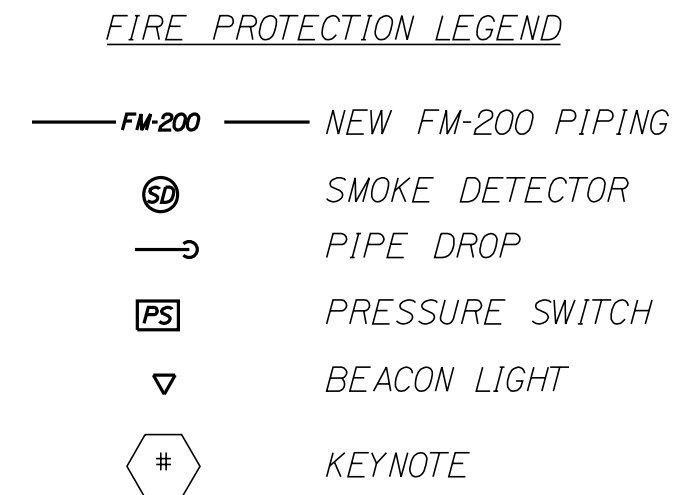 FIRE PROTECTION LEGEND
FM-200 NEW FM-200 PIPING
SD SMOKE DETECTOR
PIPE DROP
PS PRESSURE SWITCH
BEACON LIGHT
# KEYNOTE